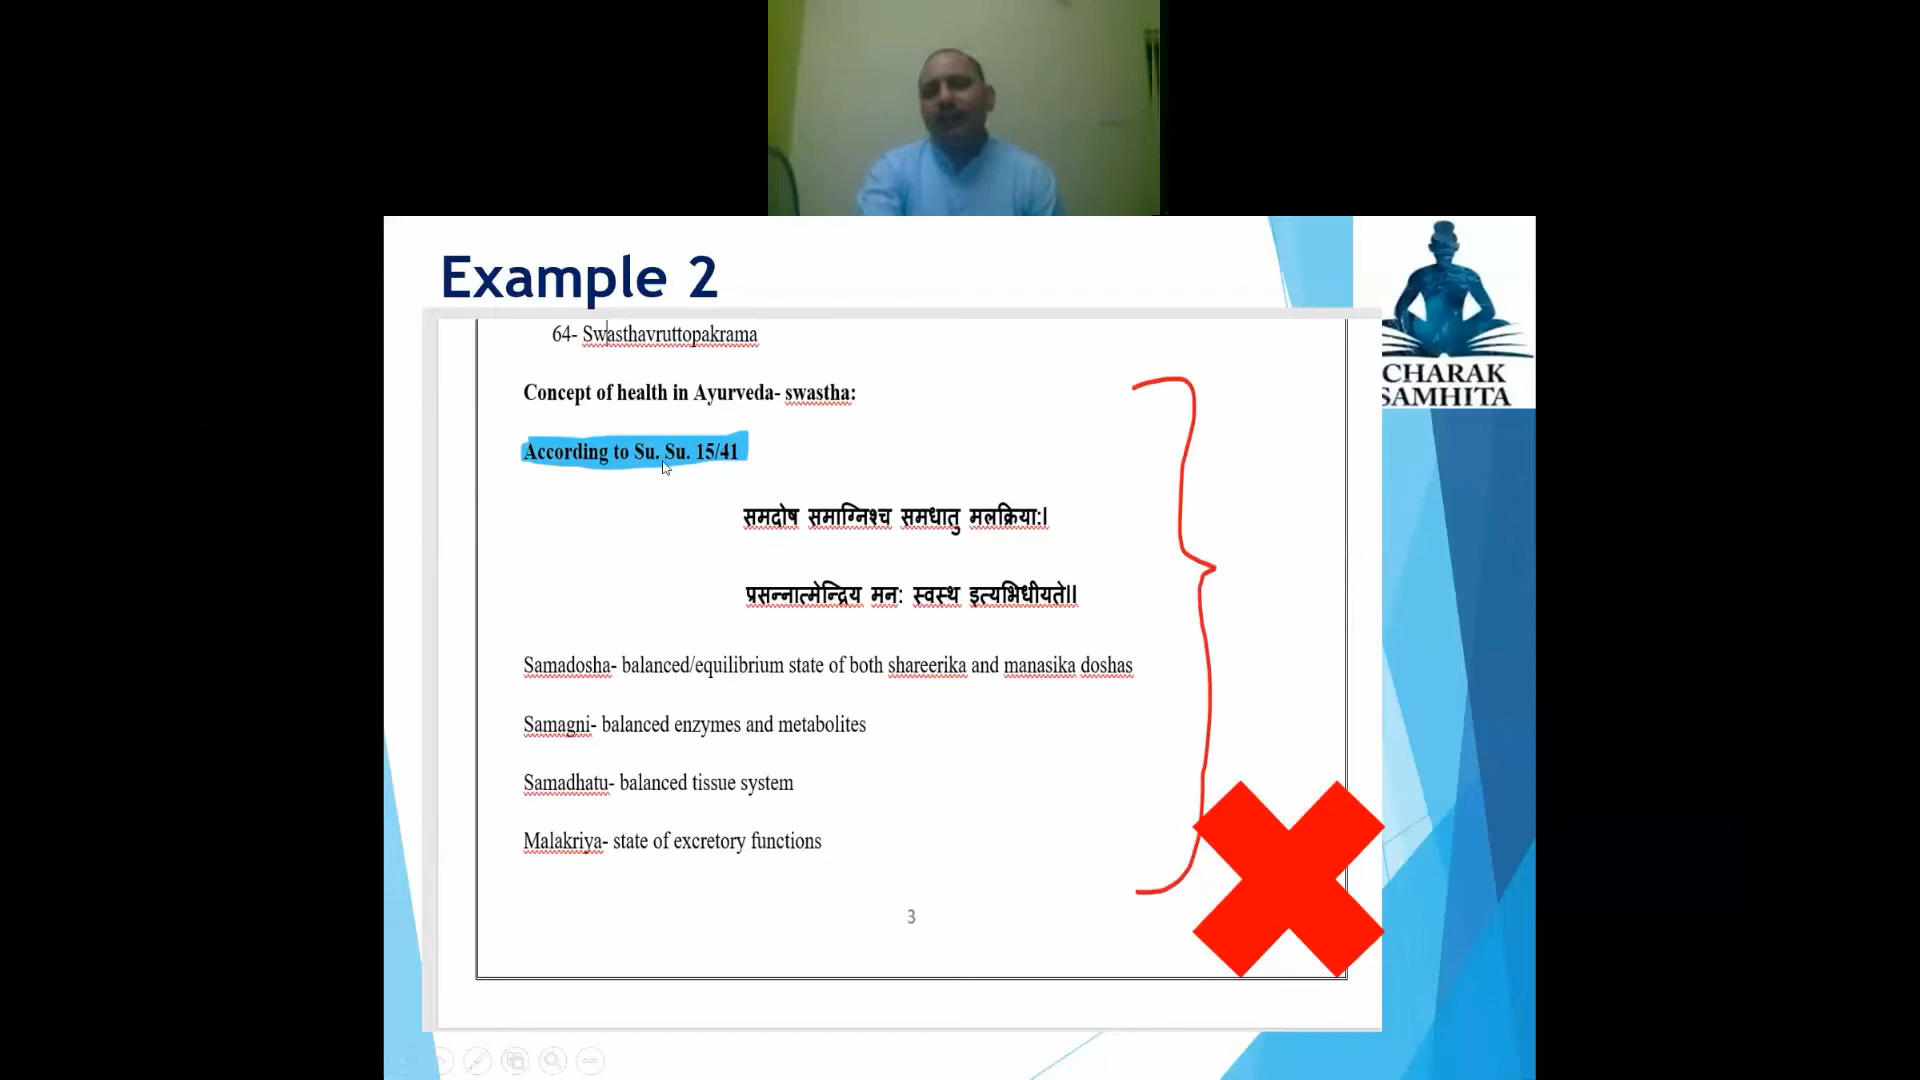 Example 2
CHARAK
SAMHITA
64- Swasthavruttopakrama
Concept of health in Ayurveda- swastha:
According to Su. Su. 15/41
समदोष समाग्निश्च समधातु मलक्रिया:।
प्रसन्नात्मेन्द्रिय मन: स्वस्थ इत्यभिधीयते॥
Samadosha- balanced/equilibrium state of both shareerika and manasika doshas
Samagni- balanced enzymes and metabolites
Samadhatu- balanced tissue system
Malakriya- state of excretory functions
3